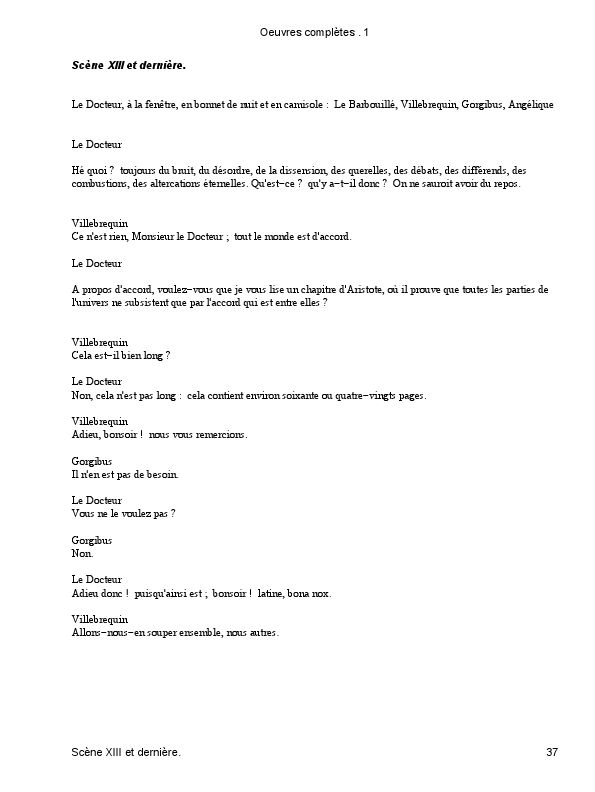 Oeuvres complètes . 1
Scène XIII et dernière.
Le Docteur, à la fenêtre, en bonnet de nuit et en camisole : Le Barbouillé, Villebrequin, Gorgibus, Angélique
Le Docteur
Hé quoi ? toujours du bruit, du désordre, de la dissension, des querelles, des débats, des différends, des
combustions, des altercations éternelles. Qu'est−ce ? qu'y a−t−il donc ? On ne sauroit avoir du repos.
Villebrequin
Ce n'est rien, Monsieur le Docteur ; tout le monde est d'accord.
Le Docteur
A propos d'accord, voulez−vous que je vous lise un chapitre d'Aristote, où il prouve que toutes les parties de
l'univers ne subsistent que par l'accord qui est entre elles ?
Villebrequin
Cela est−il bien long ?
Le Docteur
Non, cela n'est pas long : cela contient environ soixante ou quatre−vingts pages.
Villebrequin
Adieu, bonsoir ! nous vous remercions.
Gorgibus
Il n'en est pas de besoin.
Le Docteur
Vous ne le voulez pas ?
Gorgibus
Non.
Le Docteur
Adieu donc ! puisqu'ainsi est ; bonsoir ! latine, bona nox.
Villebrequin
Allons−nous−en souper ensemble, nous autres.
Scène XIII et dernière.
37